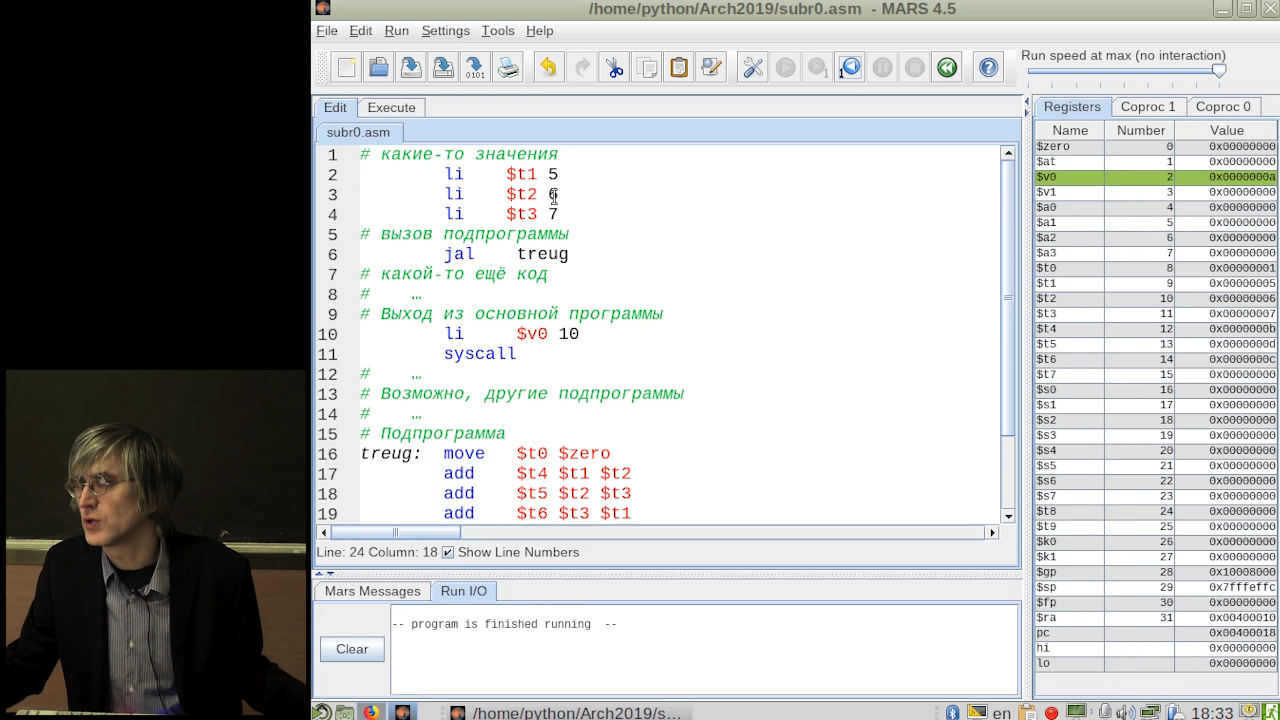 /home/python/Arch2019/subr0.asm - MARS 4.5
File Edit Run Settings Tools Help
Run speed at max (no interaction)
Edit Execute
Registers Coproc 1 Coproc 0
subr0.asm
1 # какие-то значения
2 li $t1 5
3 li $t2 6
4 li $t3 7
5 # вызов подпрограммы
6 jal treug
7 # какой-то ещё код
8 # …
9 # Выход из основной программы
10 li $v0 10
11 syscall
12 # …
13 # Возможно, другие подпрограммы
14 # …
15 # Подпрограмма
16 treug: move $t0 $zero
17 add $t4 $t1 $t2
18 add $t5 $t2 $t3
19 add $t6 $t3 $t1
Line: 24 Column: 18 Show Line Numbers
Mars Messages Run I/O
-- program is finished running --
Clear
Name Number Value
$zero 0 0x00000000
$at 1 0x00000000
$v0 2 0x0000000a
$v1 3 0x00000000
$a0 4 0x00000000
$a1 5 0x00000000
$a2 6 0x00000000
$a3 7 0x00000000
$t0 8 0x00000001
$t1 9 0x00000005
$t2 10 0x00000006
$t3 11 0x00000007
$t4 12 0x0000000b
$t5 13 0x0000000d
$t6 14 0x0000000c
$t7 15 0x00000000
$s0 16 0x00000000
$s1 17 0x00000000
$s2 18 0x00000000
$s3 19 0x00000000
$s4 20 0x00000000
$s5 21 0x00000000
$s6 22 0x00000000
$s7 23 0x00000000
$t8 24 0x00000000
$t9 25 0x00000000
$k0 26 0x00000000
$k1 27 0x00000000
$gp 28 0x10008000
$sp 29 0x7fffeffc
$fp 30 0x00000000
$ra 31 0x00400010
pc 0x00400018
hi 0x00000000
lo 0x00000000
/home/python/Arch2019/s...
en 18:33